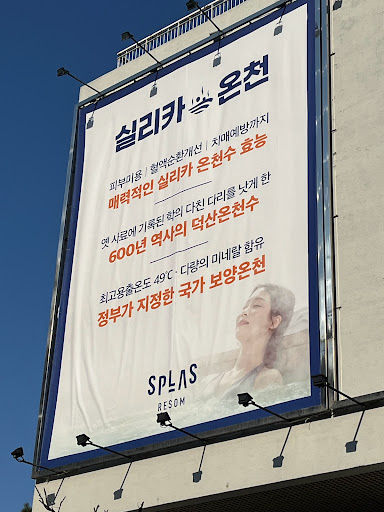 실리카 온천
피부미용 | 혈액순환개선 | 치매예방까지
매력적인 실리카 온천수 효능
옛 사료에 기록된 학의 다친 다리를 낫게 한
600년 역사의 덕산온천수
최고용출온도 49℃ · 다량의 미네랄 함유
정부가 지정한 국가 보양온천
SPLAS
RESOM